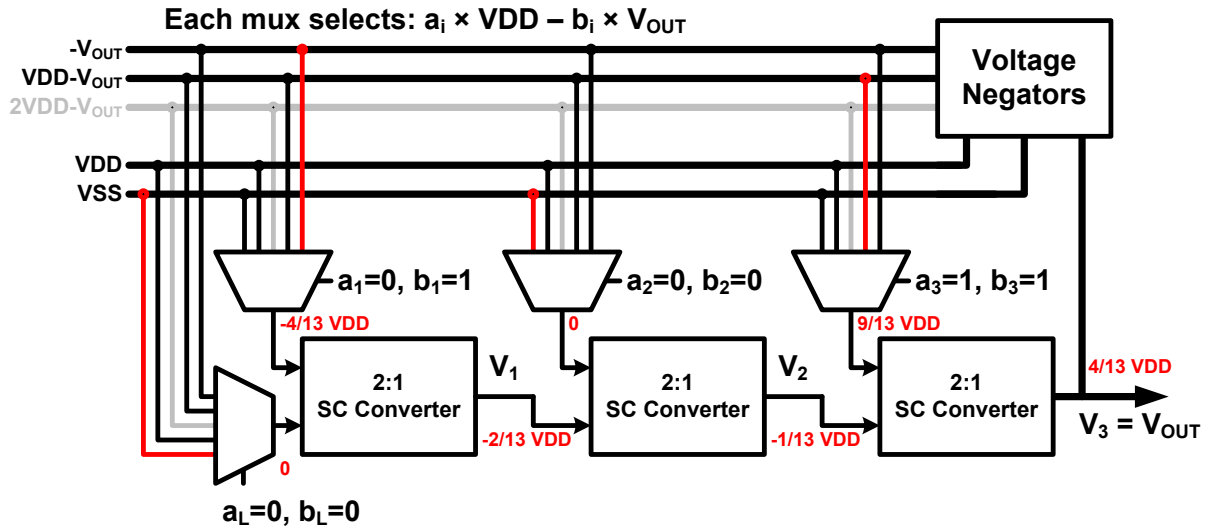 Each mux selects: aᵢ × VDD – bᵢ × V_OUT
-V_OUT
VDD-V_OUT
2VDD-V_OUT
VDD
VSS
Voltage
Negators
a₁=0, b₁=1
a₂=0, b₂=0
a₃=1, b₃=1
-4/13 VDD
0
9/13 VDD
2:1
SC Converter
V₁
-2/13 VDD
2:1
SC Converter
V₂
-1/13 VDD
2:1
SC Converter
4/13 VDD
V₃ = V_OUT
0
a_L=0, b_L=0